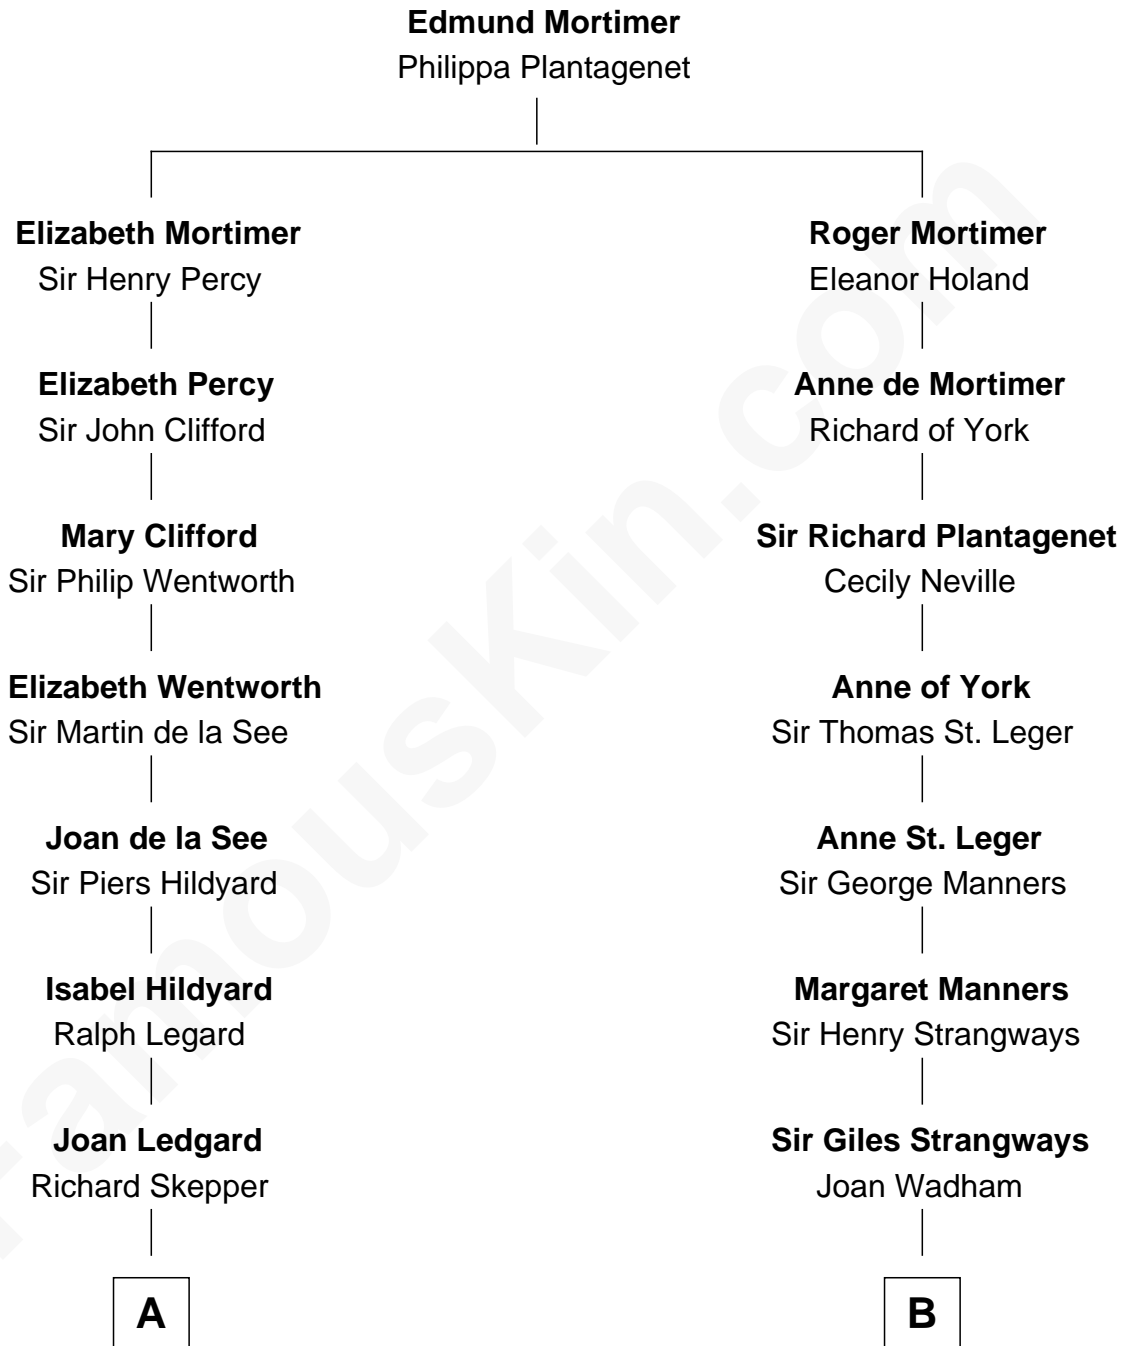 Edmund Mortimer
Philippa Plantagenet
Elizabeth Mortimer
Sir Henry Percy
Roger Mortimer
Eleanor Holand
Elizabeth Percy
Sir John Clifford
Anne de Mortimer
Richard of York
Mary Clifford
Sir Philip Wentworth
Sir Richard Plantagenet
Cecily Neville
Elizabeth Wentworth
Sir Martin de la See
Anne of York
Sir Thomas St. Leger
Joan de la See
Sir Piers Hildyard
Anne St. Leger
Sir George Manners
Isabel Hildyard
Ralph Legard
Margaret Manners
Sir Henry Strangways
Joan Ledgard
Richard Skepper
Sir Giles Strangways
Joan Wadham
A
B
FamousKin.com